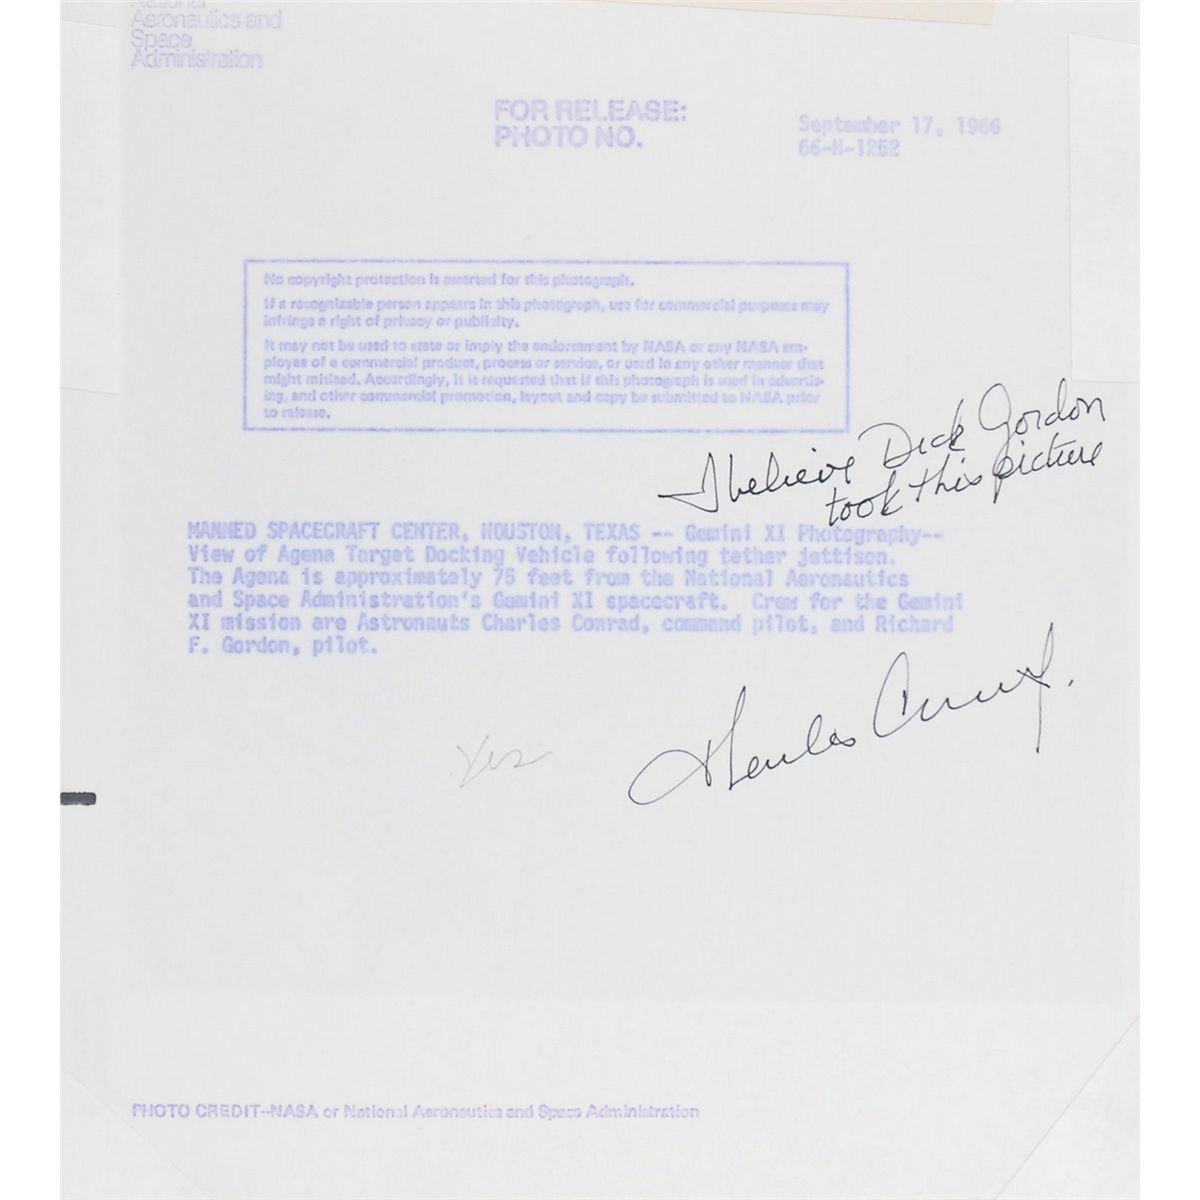 National
Aeronautics and
Space
Administration
FOR RELEASE:
PHOTO NO.
September 17, 1966
66-H-1252
No copyright protection is asserted for this photograph.
If a recognizable person appears in this photograph, use for commercial purposes may
infringe a right of privacy or publicity.
It may not be used to state or imply the endorsement by NASA or any NASA em-
ployee of a commercial product, process or service, or used in any other manner that
might mislead. Accordingly, it is requested that if this photograph is used in advertis-
ing, and other commercial promotion, layout and copy be submitted to NASA prior
to release.
I believe Dick Gordon
took this picture
MANNED SPACECRAFT CENTER, HOUSTON, TEXAS -- Gemini XI Photography--
View of Agena Target Docking Vehicle following tether jettison.
The Agena is approximately 75 feet from the National Aeronautics
and Space Administration's Gemini XI spacecraft. Crew for the Gemini
XI mission are Astronauts Charles Conrad, command pilot, and Richard
F. Gordon, pilot.
Charles Conrad Jr.
PHOTO CREDIT--NASA or National Aeronautics and Space Administration